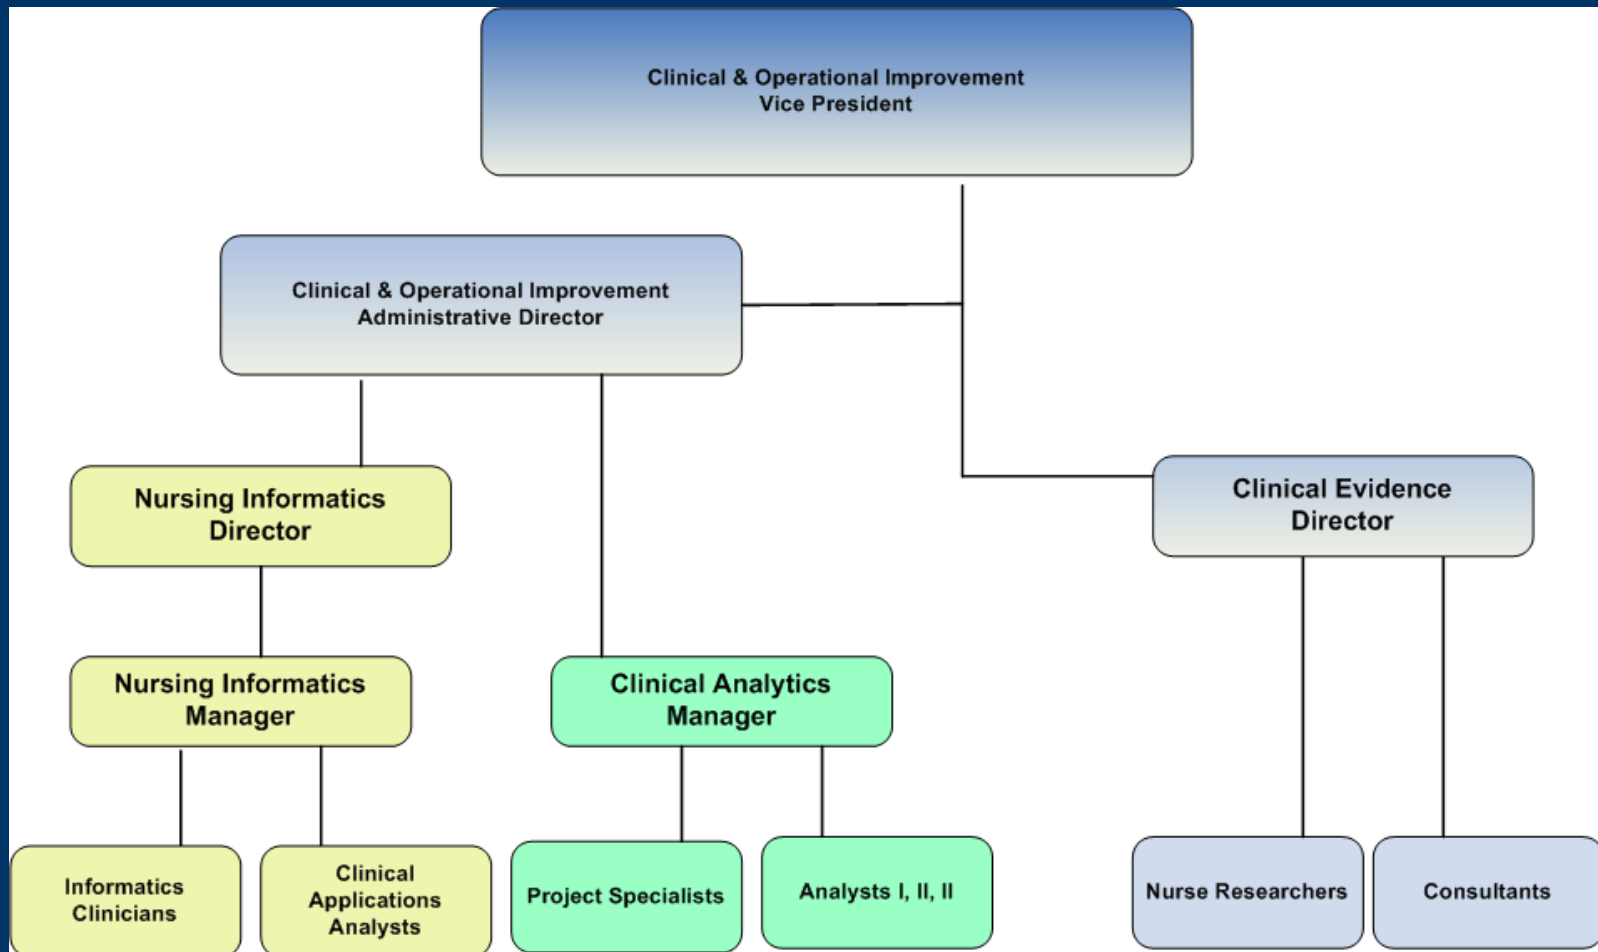 Clinical & Operational Improvement
Vice President
Clinical & Operational Improvement
Administrative Director
Nursing Informatics
Director
Clinical Evidence
Director
Nursing Informatics
Manager
Clinical Analytics
Manager
Informatics
Clinicians
Clinical
Applications
Analysts
Project Specialists
Analysts I, II, II
Nurse Researchers
Consultants